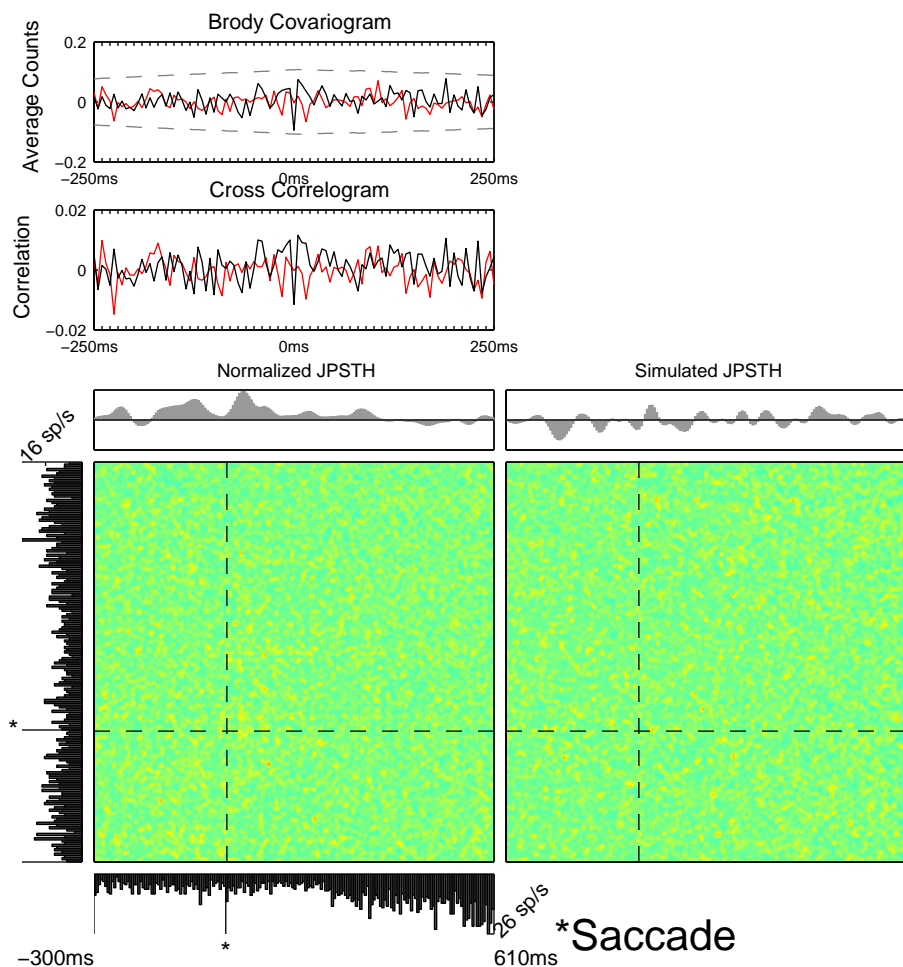 Brody Covariogram
0.2
Average Counts
0
−0.2
−250ms 0ms 250ms
Cross Correlogram
0.02
Correlation
0
−0.02
−250ms 0ms 250ms
Normalized JPSTH Simulated JPSTH
16 sp/s
*
26 sp/s
*
*Saccade
−300ms 610ms